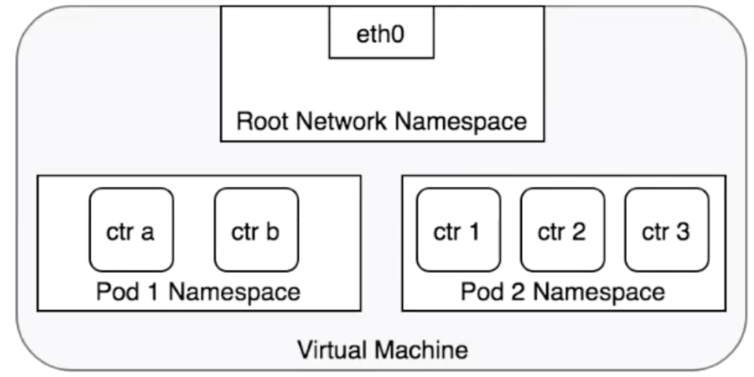 eth0
Root Network Namespace
ctr a
ctr b
Pod 1 Namespace
ctr 1
ctr 2
ctr 3
Pod 2 Namespace
Virtual Machine